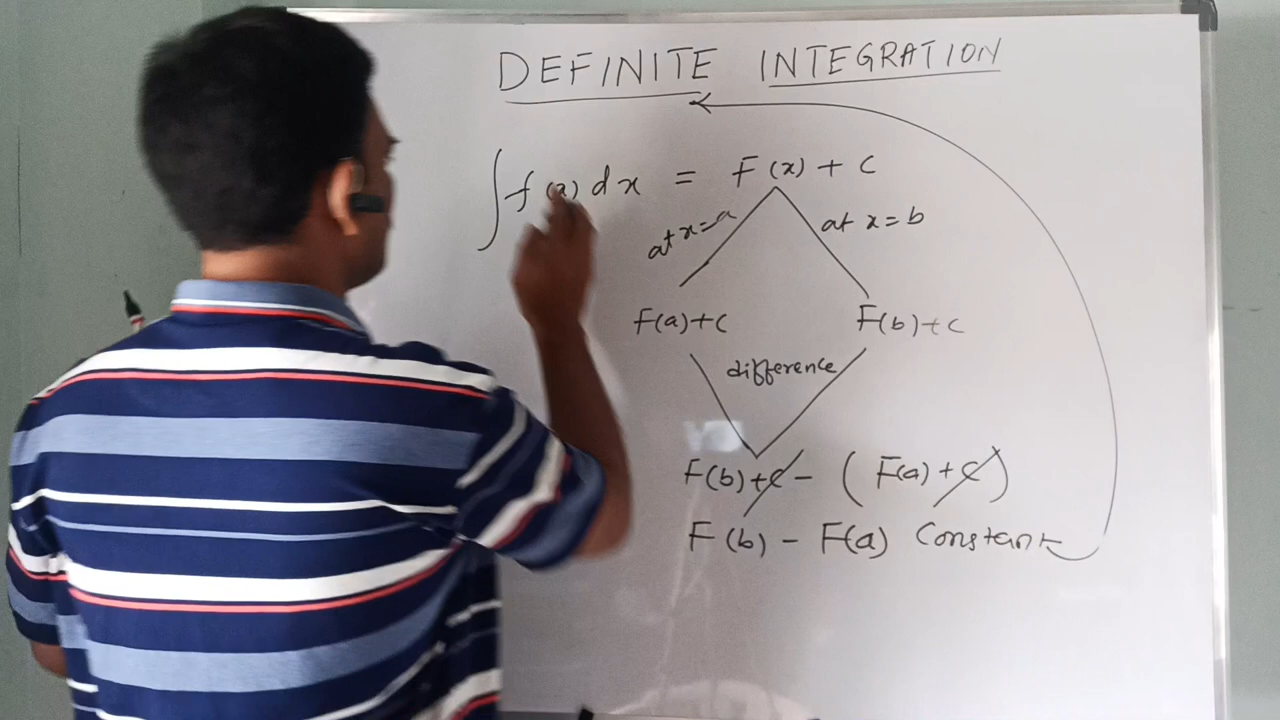 DEFINITE INTEGRATION
∫f(x)dx = F(x)+c
at x=a at x=b
F(a)+c F(b)+c
difference
F(b)+c - (F(a)+c)
F(b) - F(a) Constant